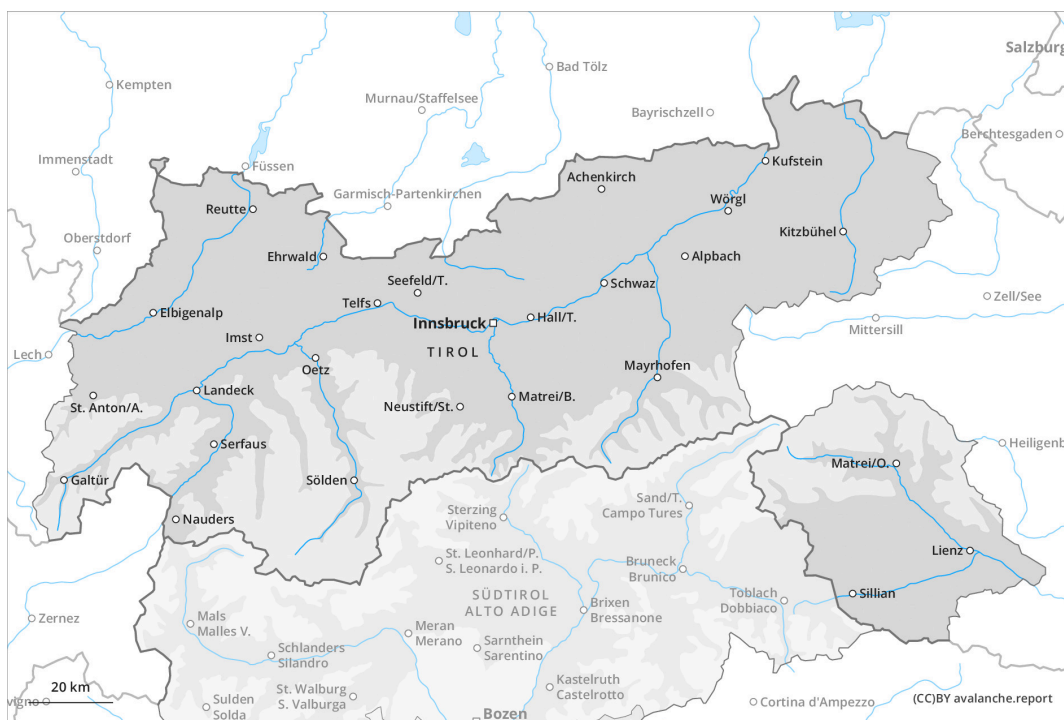 Salzburg
Kempten
Bad Tölz
Murnau/Staffelsee
Bayrischzell
Berchtesgaden
Immenstadt
Füssen
Kufstein
Achenkirch
Garmisch-Partenkirchen
Reutte
Wörgl
Kitzbühel
Oberstdorf
Ehrwald
Alpbach
Seefeld/T.
Schwaz
Zell/See
Telfs
Elbigenalp
Hall/T.
Innsbruck
Mittersill
Imst
Lech
TIROL
Oetz
Mayrhofen
Landeck
St. Anton/A.
Neustift/St.
Matrei/B.
Serfaus
Heiligenb
Matrei/O.
Galtür
Sölden
Sand/T.
Campo Tures
Sterzing
Vipiteno
Nauders
Lienz
St. Leonhard/P.
S. Leonardo i. P.
Bruneck
Brunico
SÜDTIROL
ALTO ADIGE
Toblach
Dobbiaco
Sillian
Brixen
Bressanone
Zernez
Mals
Malles V.
Meran
Merano
Sarnthein
Sarentino
Schlanders
Silandro
Kastelruth
Castelrotto
20 km
vigno
St. Walburg
S. Valburga
Sulden
Solda
Cortina d'Ampezzo
(CC)BY avalanche.report
Bozen